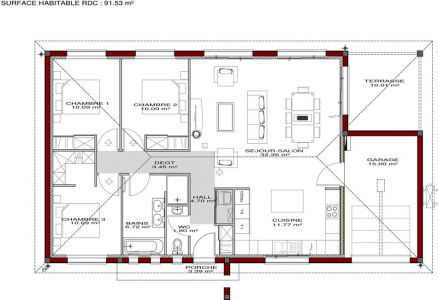 SURFACE HABITABLE RDC : 91.53 m²
TERRASSE
10.01 m²
CHAMBRE 1
10.09 m²
CHAMBRE 2
10.09 m²
SEJOUR-SALON
32.36 m²
DEGT
3.45 m²
GARAGE
15.00 m²
HALL
4.70 m²
CHAMBRE 3
10.09 m²
BAINS
6.72 m²
WC
1.80 m²
CUISINE
11.77 m²
PORCHE
3.39 m²